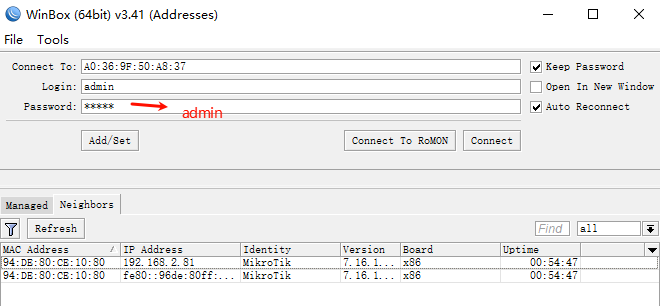 WinBox (64bit) v3.41 (Addresses)
File Tools
Connect To: A0:36:9F:50:A8:37
Keep Password
Login: admin
Open In New Window
Password: ***** admin
Auto Reconnect
Add/Set
Connect To RoMON
Connect
Managed Neighbors
Refresh
Find
all
MAC Address / IP Address Identity Version Board Uptime
94:DE:80:CE:10:80 192.168.2.81 MikroTik 7.16.1... x86 00:54:47
94:DE:80:CE:10:80 fe80::96de:80ff:... MikroTik 7.16.1... x86 00:54:47